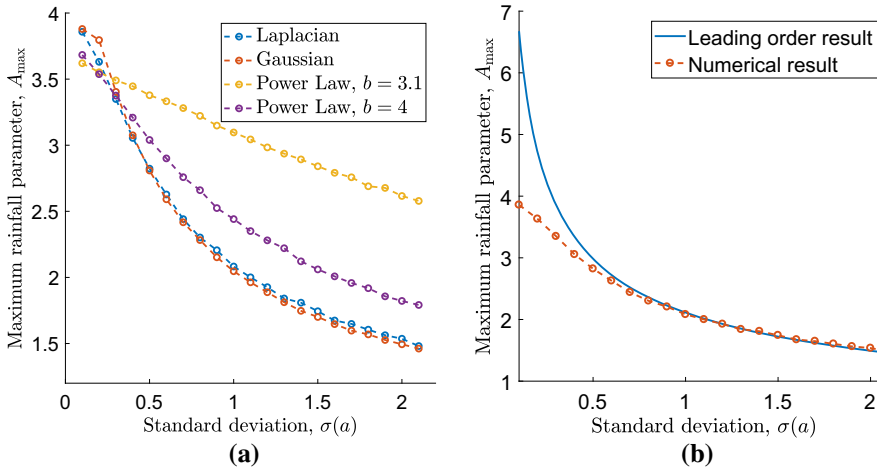 4
3.5
3
2.5
2
1.5
Maximum rainfall parameter, A_max
Laplacian
Gaussian
Power Law, b = 3.1
Power Law, b = 4
0 0.5 1 1.5 2
Standard deviation, σ(a)
(a)
7
6
5
4
3
2
1
Maximum rainfall parameter, A_max
Leading order result
Numerical result
0.5 1 1.5 2
Standard deviation, σ(a)
(b)